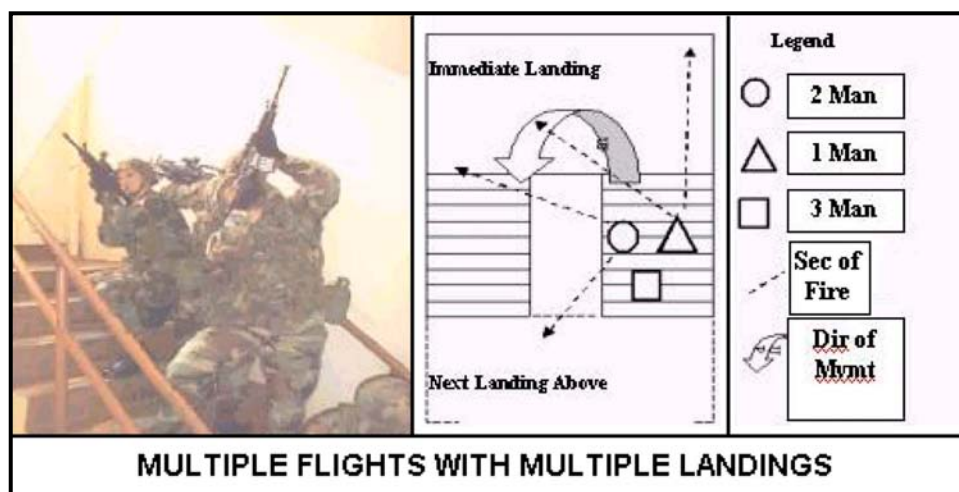 Immediate Landing
Next Landing Above
Legend
2 Man
1 Man
3 Man
Sec of
Fire
Dir of
Mvmt
MULTIPLE FLIGHTS WITH MULTIPLE LANDINGS